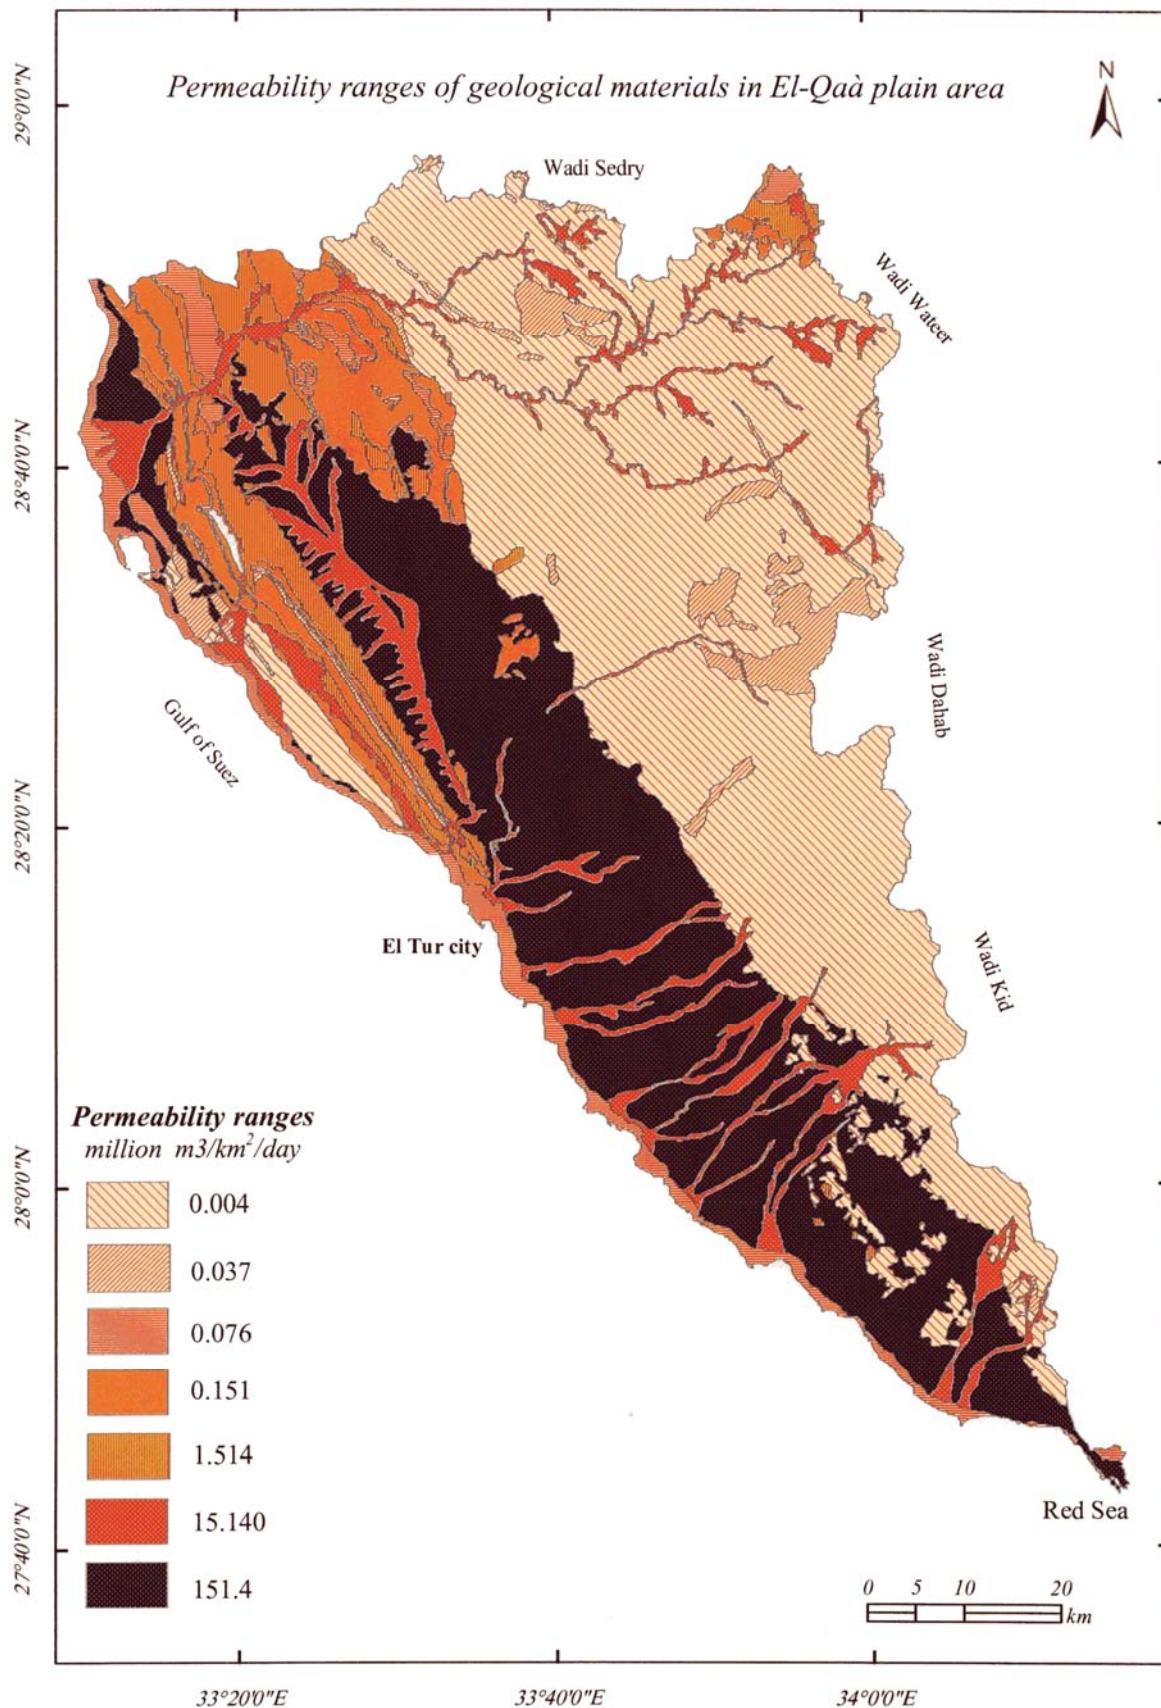 Permeability ranges of geological materials in El-Qaà plain area
N
29°0'0"N
28°40'0"N
28°20'0"N
28°0'0"N
27°40'0"N
Wadi Sedry
Wadi Wateer
Wadi Dahab
Gulf of Suez
Wadi Kid
El Tur city
Red Sea
Permeability ranges
million m3/km²/day
0.004
0.037
0.076
0.151
1.514
15.140
151.4
0 5 10 20
km
33°20'0"E 33°40'0"E 34°0'0"E